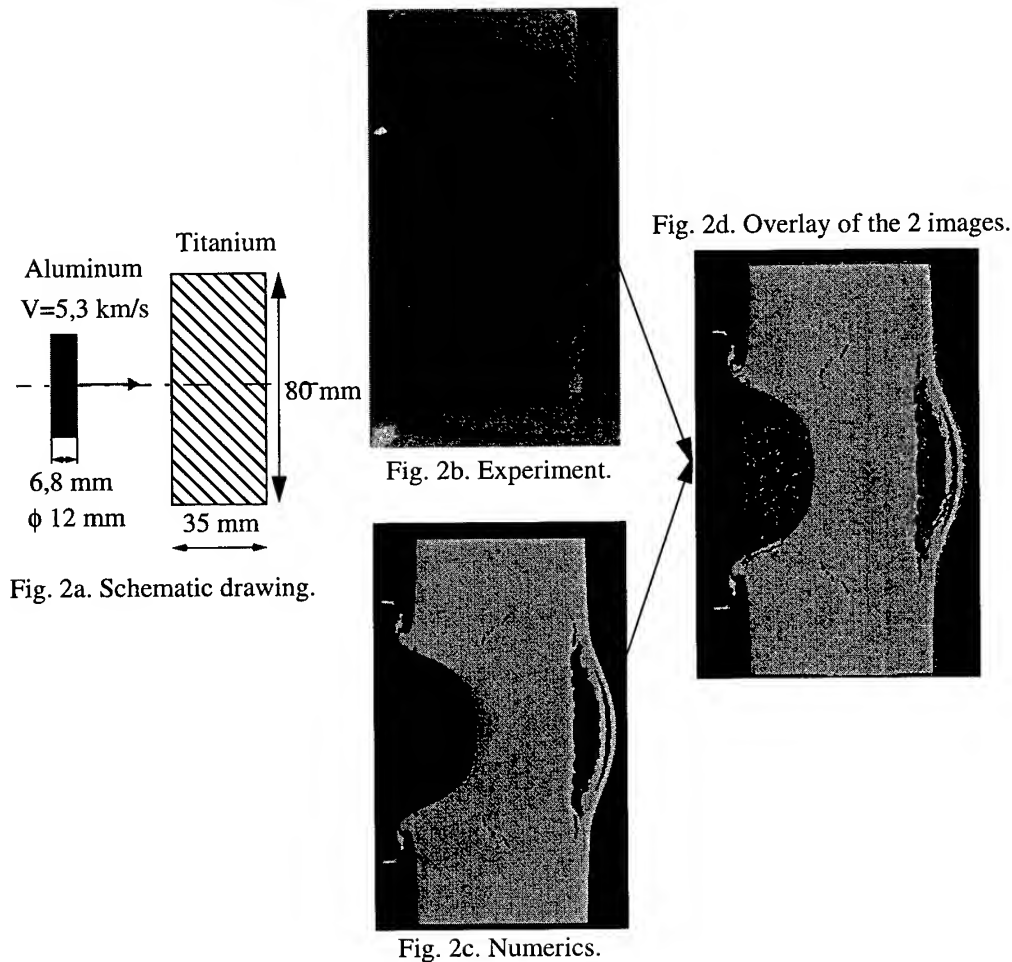 Titanium
Aluminum
V=5,3 km/s
80 mm
6,8 mm
ϕ 12 mm
35 mm
Fig. 2a. Schematic drawing.
Fig. 2b. Experiment.
Fig. 2c. Numerics.
Fig. 2d. Overlay of the 2 images.